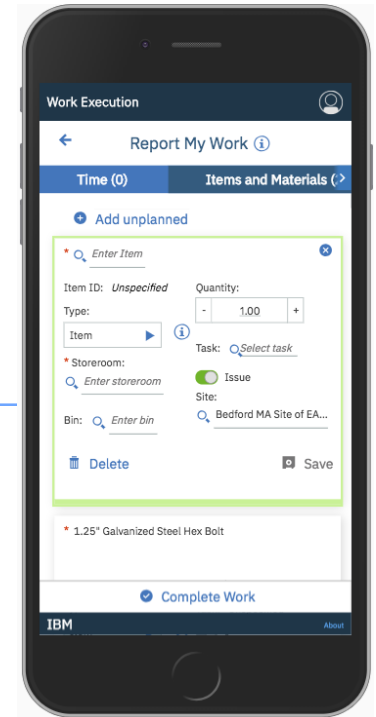 Work Execution
Report My Work
Time (0) Items and Materials (
Add unplanned
* Enter Item
Item ID: Unspecified Quantity:
- 1.00 +
Type:
Item
Task: Select task
* Storeroom:
Enter storeroom
Issue
Site:
Bedford MA Site of EA...
Bin: Enter bin
Delete Save
* 1.25" Galvanized Steel Hex Bolt
Complete Work
IBM About